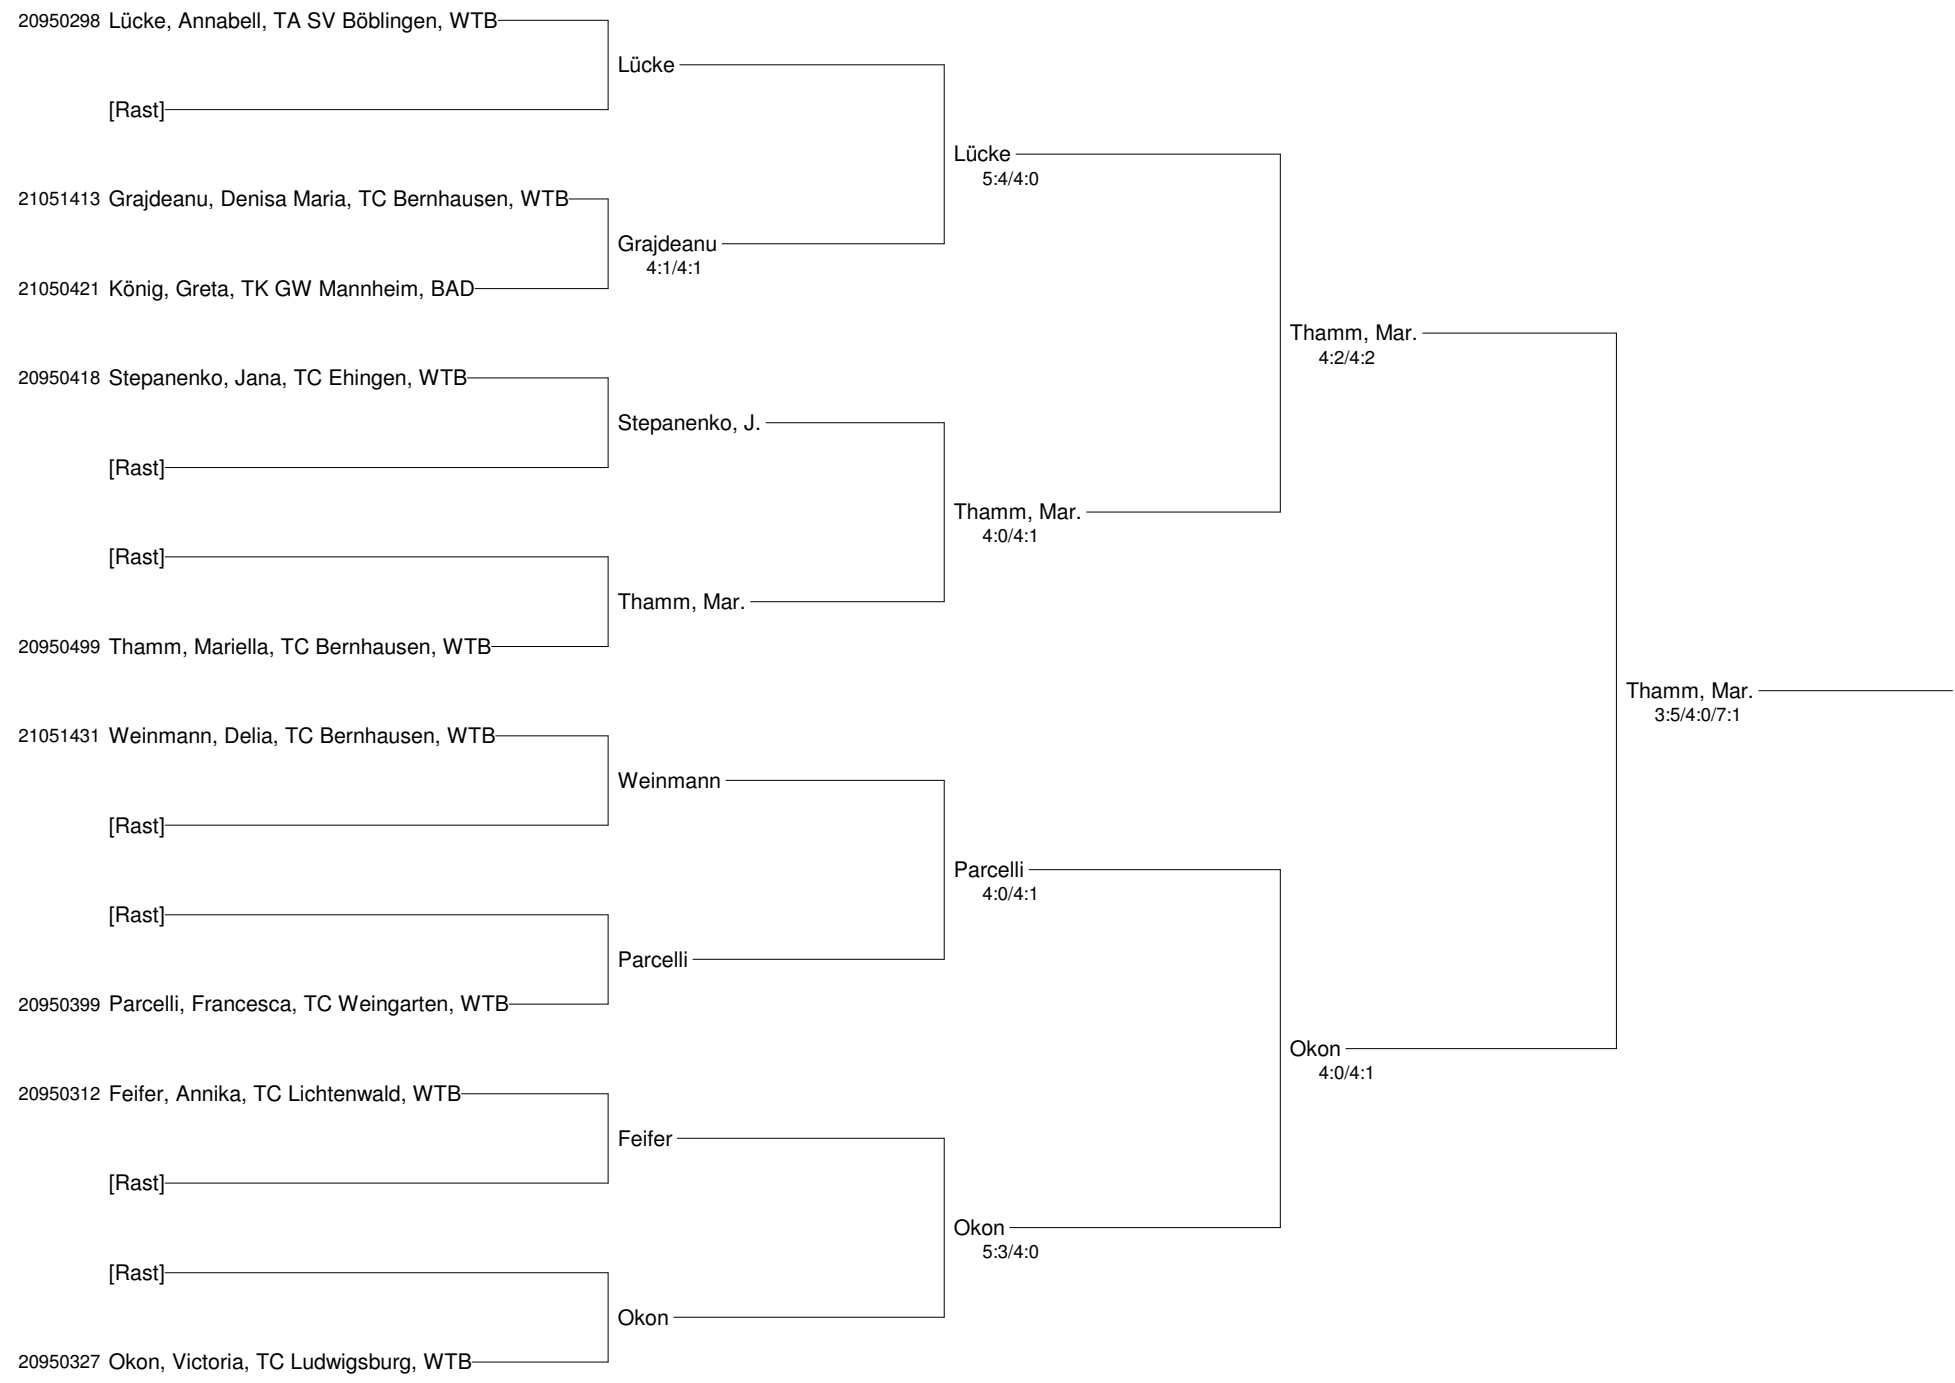 20950298 Lücke, Annabell, TA SV Böblingen, WTB
Lücke
[Rast]
Lücke
5:4/4:0
21051413 Grajdeanu, Denisa Maria, TC Bernhausen, WTB
Grajdeanu
4:1/4:1
21050421 König, Greta, TK GW Mannheim, BAD
Thamm, Mar.
4:2/4:2
20950418 Stepanenko, Jana, TC Ehingen, WTB
Stepanenko, J.
[Rast]
Thamm, Mar.
4:0/4:1
[Rast]
Thamm, Mar.
20950499 Thamm, Mariella, TC Bernhausen, WTB
Thamm, Mar.
3:5/4:0/7:1
21051431 Weinmann, Delia, TC Bernhausen, WTB
Weinmann
[Rast]
Parcelli
4:0/4:1
[Rast]
Parcelli
20950399 Parcelli, Francesca, TC Weingarten, WTB
Okon
4:0/4:1
20950312 Feifer, Annika, TC Lichtenwald, WTB
Feifer
[Rast]
Okon
5:3/4:0
[Rast]
Okon
20950327 Okon, Victoria, TC Ludwigsburg, WTB